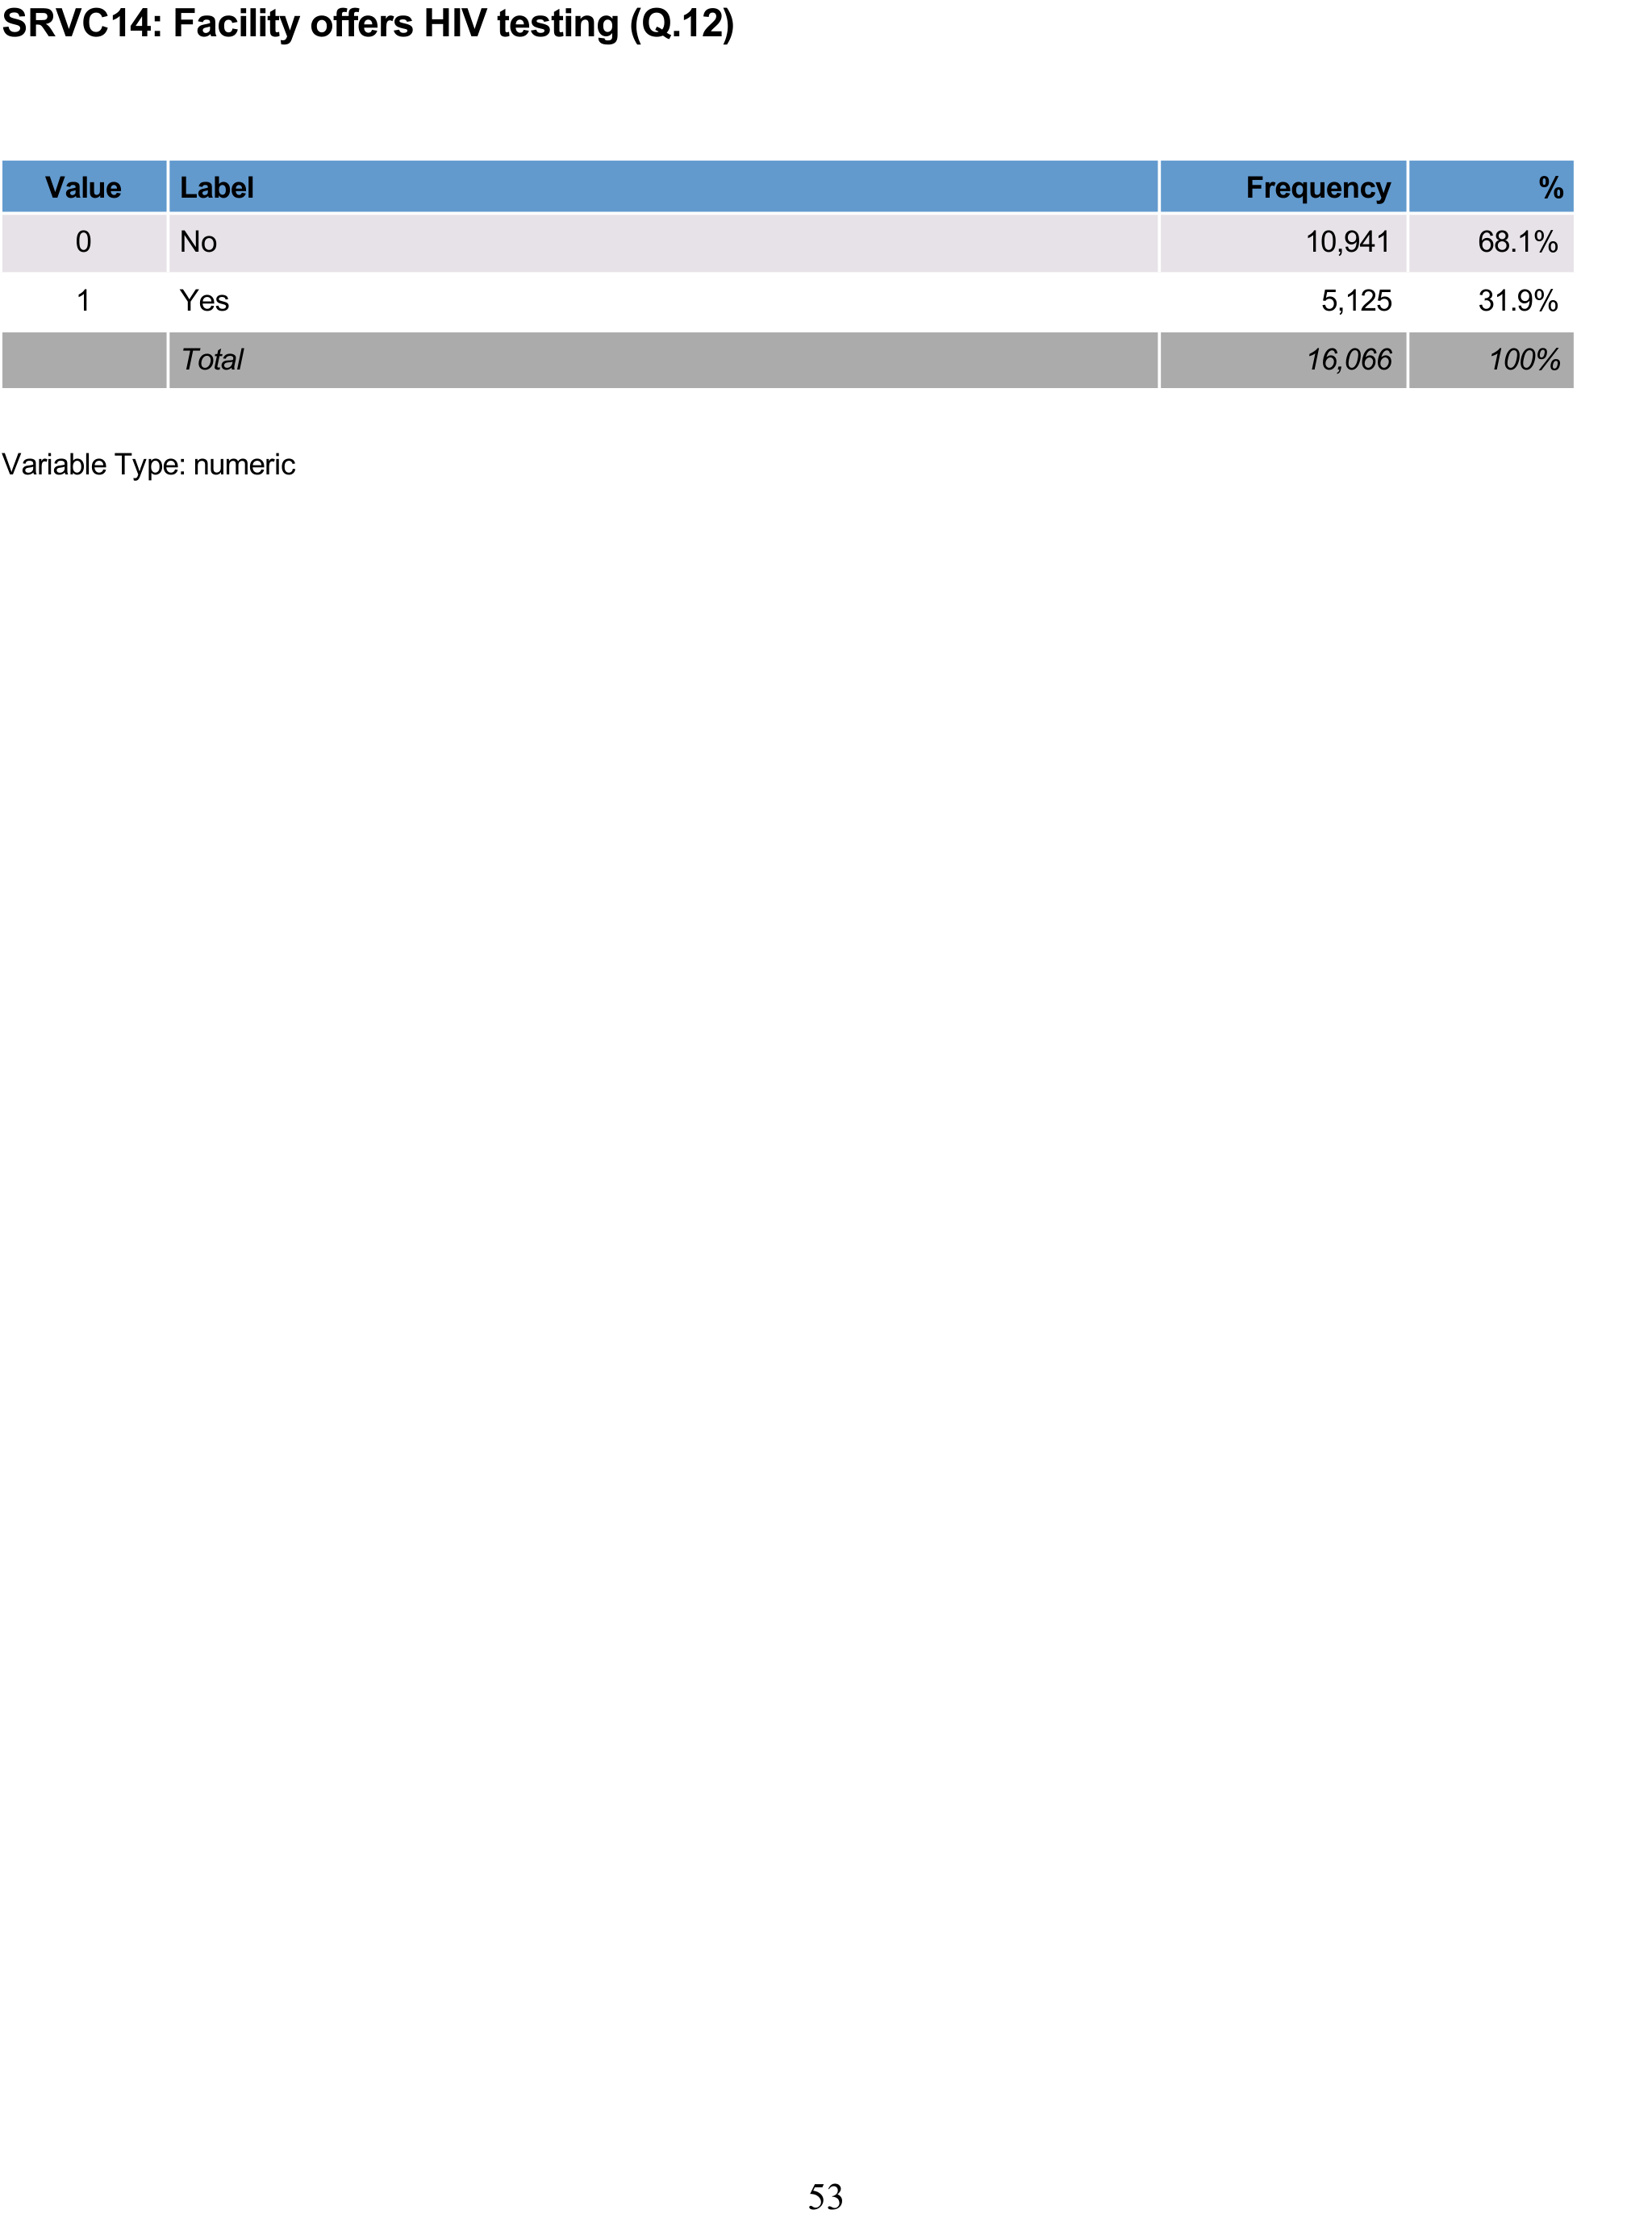 SRVC14: Facility offers HIV testing (Q.12)
Value Label Frequency %
0 No 10,941 68.1%
1 Yes 5,125 31.9%
Total 16,066 100%
Variable Type: numeric
53